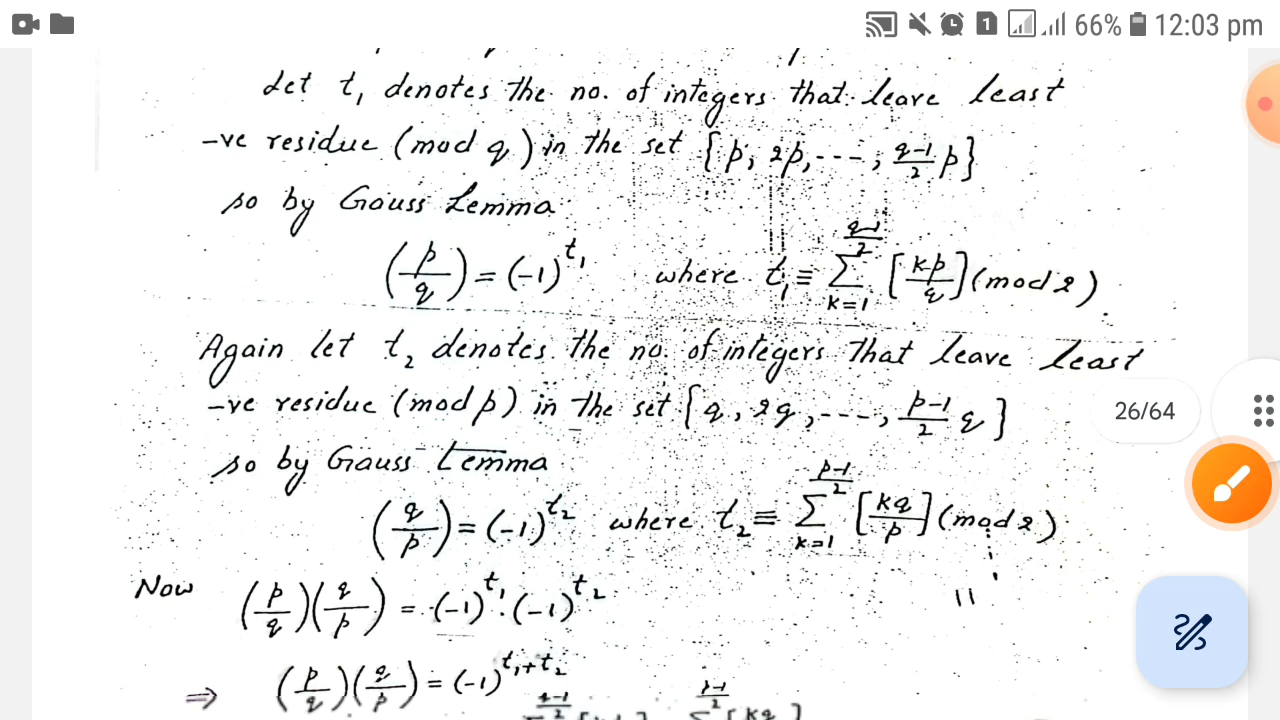 66% 12:03 pm
Let t₁ denotes the no. of integers that leave least
-ve residue (mod q) in the set {p, 2p, ---, (q-1)/2 p}
so by Gauss Lemma
(p/q) = (-1)^t₁ where t₁ ≡ Σ_{k=1}^{(q-1)/2} [kp/q] (mod 2)
Again let t₂ denotes the no. of integers that leave least
-ve residue (mod p) in the set {q, 2q, ---, (p-1)/2 q}
26/64
so by Gauss Lemma
(q/p) = (-1)^t₂ where t₂ ≡ Σ_{k=1}^{(p-1)/2} [kq/p] (mod 2)
Now (p/q)(q/p) = (-1)^t₁ . (-1)^t₂
⇒ (p/q)(q/p) = (-1)^{t₁+t₂}